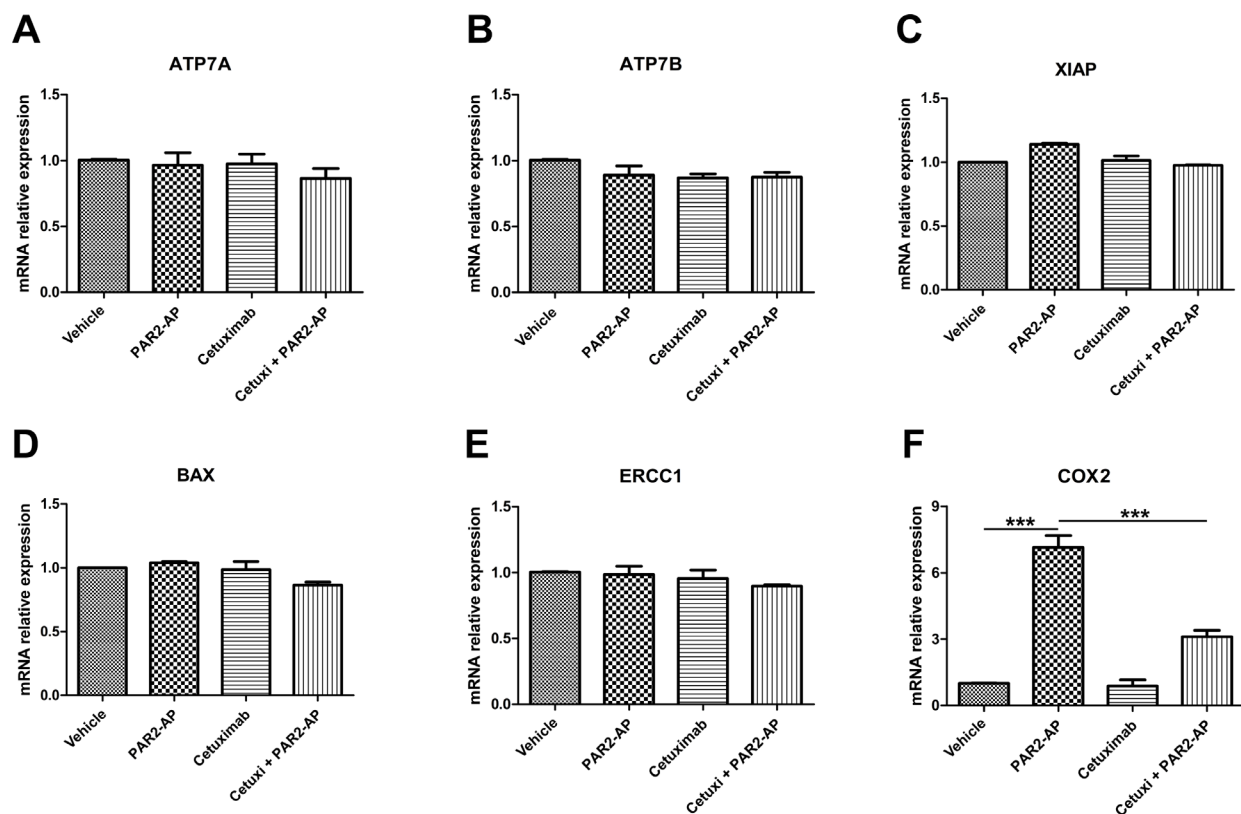 A
ATP7A
mRNA relative expression
1.5
1.0
0.5
0.0
Vehicle
PAR2-AP
Cetuximab
Cetuxi + PAR2-AP
B
ATP7B
mRNA relative expression
1.5
1.0
0.5
0.0
Vehicle
PAR2-AP
Cetuximab
Cetuxi + PAR2-AP
C
XIAP
mRNA relative expression
1.5
1.0
0.5
0.0
Vehicle
PAR2-AP
Cetuximab
Cetuxi + PAR2-AP
D
BAX
mRNA relative expression
1.5
1.0
0.5
0.0
Vehicle
PAR2-AP
Cetuximab
Cetuxi + PAR2-AP
E
ERCC1
mRNA relative expression
1.5
1.0
0.5
0.0
Vehicle
PAR2-AP
Cetuximab
Cetuxi + PAR2-AP
F
COX2
mRNA relative expression
9
6
3
0
***
***
Vehicle
PAR2-AP
Cetuximab
Cetuxi + PAR2-AP